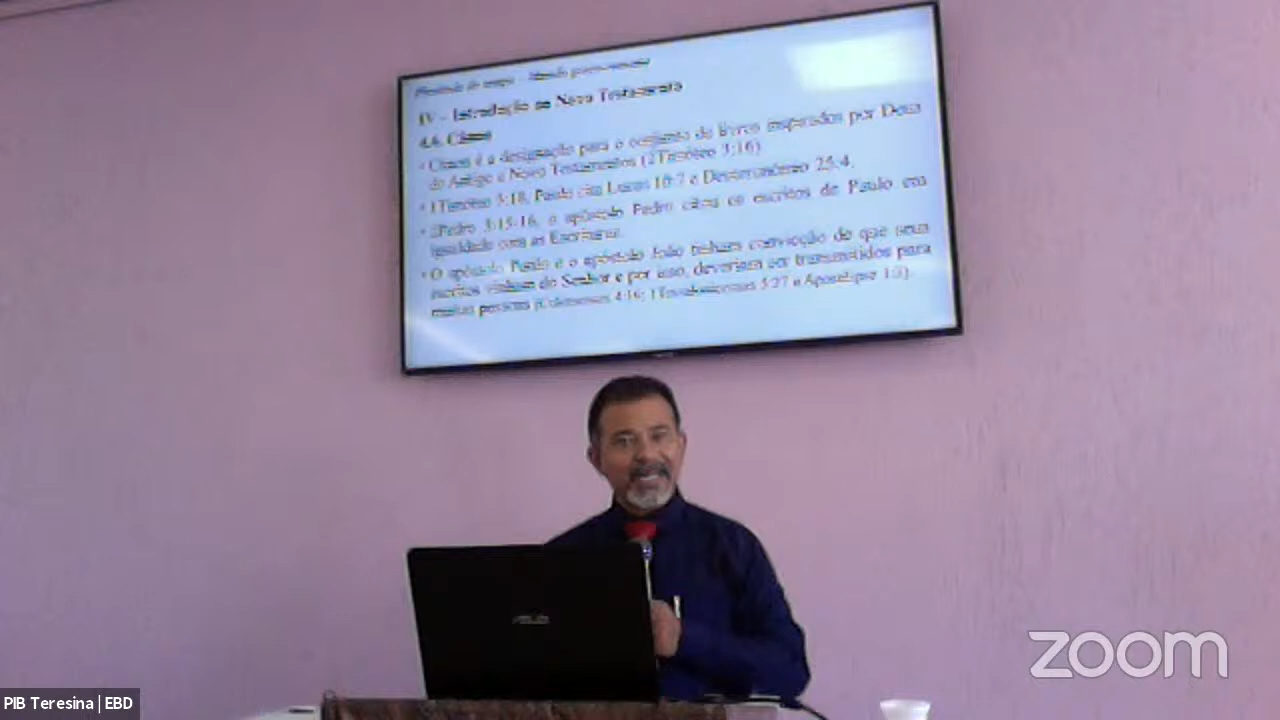 IV - Introdução ao Novo Testamento
4.6. Cânon
• Cânon é a designação para o conjunto de livros inspirados por Deus
do Antigo e Novo Testamentos (2Timóteo 3:16)
• 1Timóteo 5:18, Paulo cita Lucas 10:7 e Deuteronômio 25:4.
• 2Pedro 3:15-16, o apóstolo Pedro os escritos de Paulo em
igualdade com as Escrituras.
• O apóstolo Paulo e o apóstolo João tinham convicção de que seus
escritos vinham do Senhor e por isso, deveriam ser transmitidos para
muitas pessoas (Colossenses 4:16; 1Tessalonicenses 5:27 e Apocalipse 1:3).
ASUS
zoom
PIB Teresina | EBD